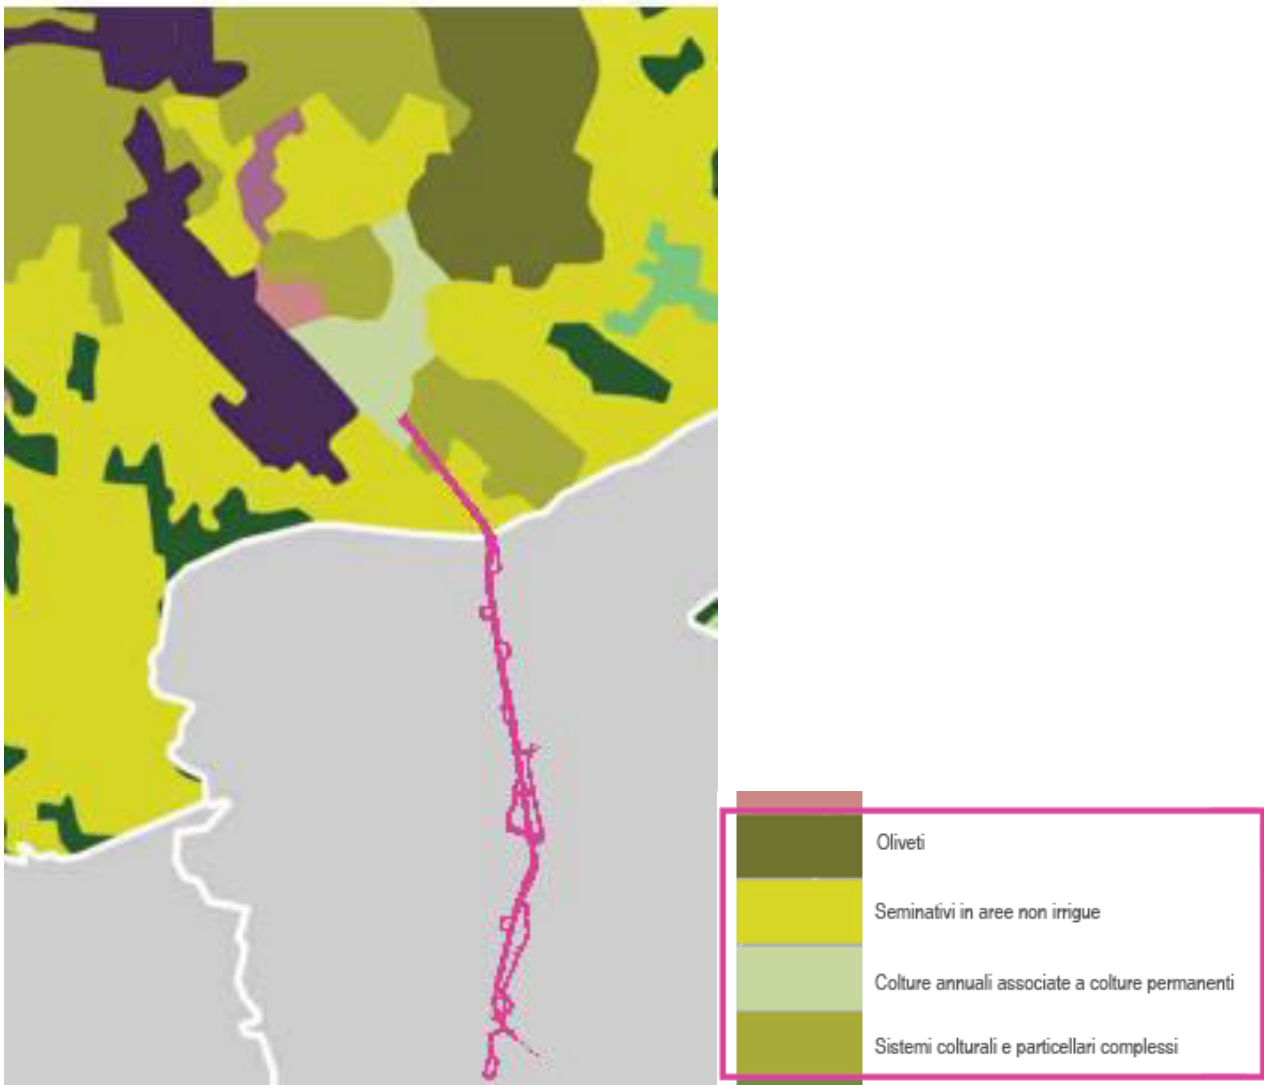 Oliveti
Seminativi in aree non irrigue
Colture annuali associate a colture permanenti
Sistemi colturali e particellari complessi